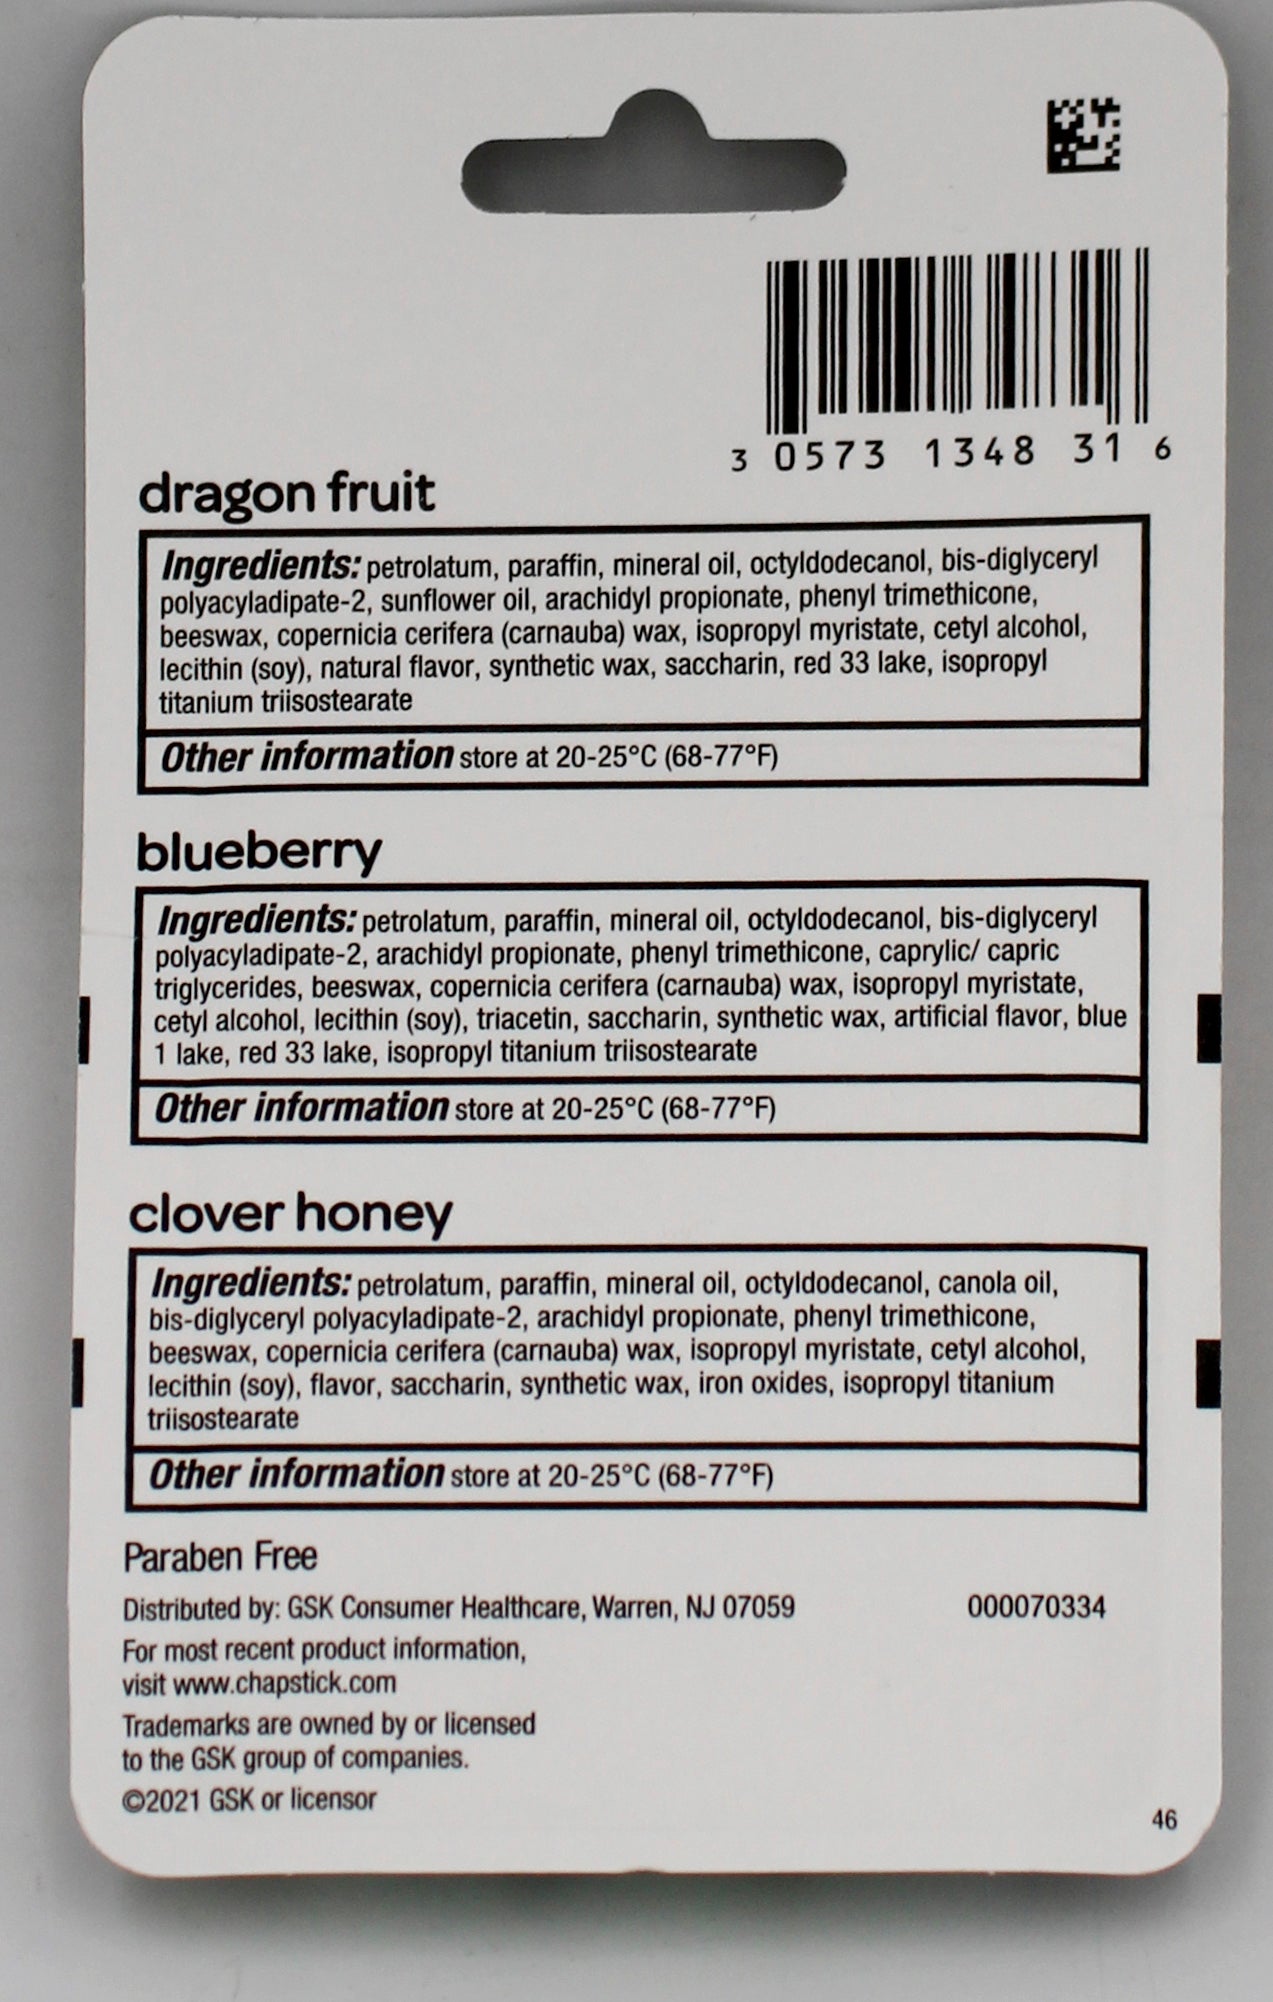 3 0573 1348 31 6
dragon fruit
Ingredients: petrolatum, paraffin, mineral oil, octyldodecanol, bis-diglyceryl
polyacyladipate-2, sunflower oil, arachidyl propionate, phenyl trimethicone,
beeswax, copernicia cerifera (carnauba) wax, isopropyl myristate, cetyl alcohol,
lecithin (soy), natural flavor, synthetic wax, saccharin, red 33 lake, isopropyl
titanium triisostearate
Other information store at 20-25°C (68-77°F)
blueberry
Ingredients: petrolatum, paraffin, mineral oil, octyldodecanol, bis-diglyceryl
polyacyladipate-2, arachidyl propionate, phenyl trimethicone, caprylic/ capric
triglycerides, beeswax, copernicia cerifera (carnauba) wax, isopropyl myristate,
cetyl alcohol, lecithin (soy), triacetin, saccharin, synthetic wax, artificial flavor, blue
1 lake, red 33 lake, isopropyl titanium triisostearate
Other information store at 20-25°C (68-77°F)
clover honey
Ingredients: petrolatum, paraffin, mineral oil, octyldodecanol, canola oil,
bis-diglyceryl polyacyladipate-2, arachidyl propionate, phenyl trimethicone,
beeswax, copernicia cerifera (carnauba) wax, isopropyl myristate, cetyl alcohol,
lecithin (soy), flavor, saccharin, synthetic wax, iron oxides, isopropyl titanium
triisostearate
Other information store at 20-25°C (68-77°F)
Paraben Free
Distributed by: GSK Consumer Healthcare, Warren, NJ 07059 000070334
For most recent product information,
visit www.chapstick.com
Trademarks are owned by or licensed
to the GSK group of companies.
©2021 GSK or licensor
46